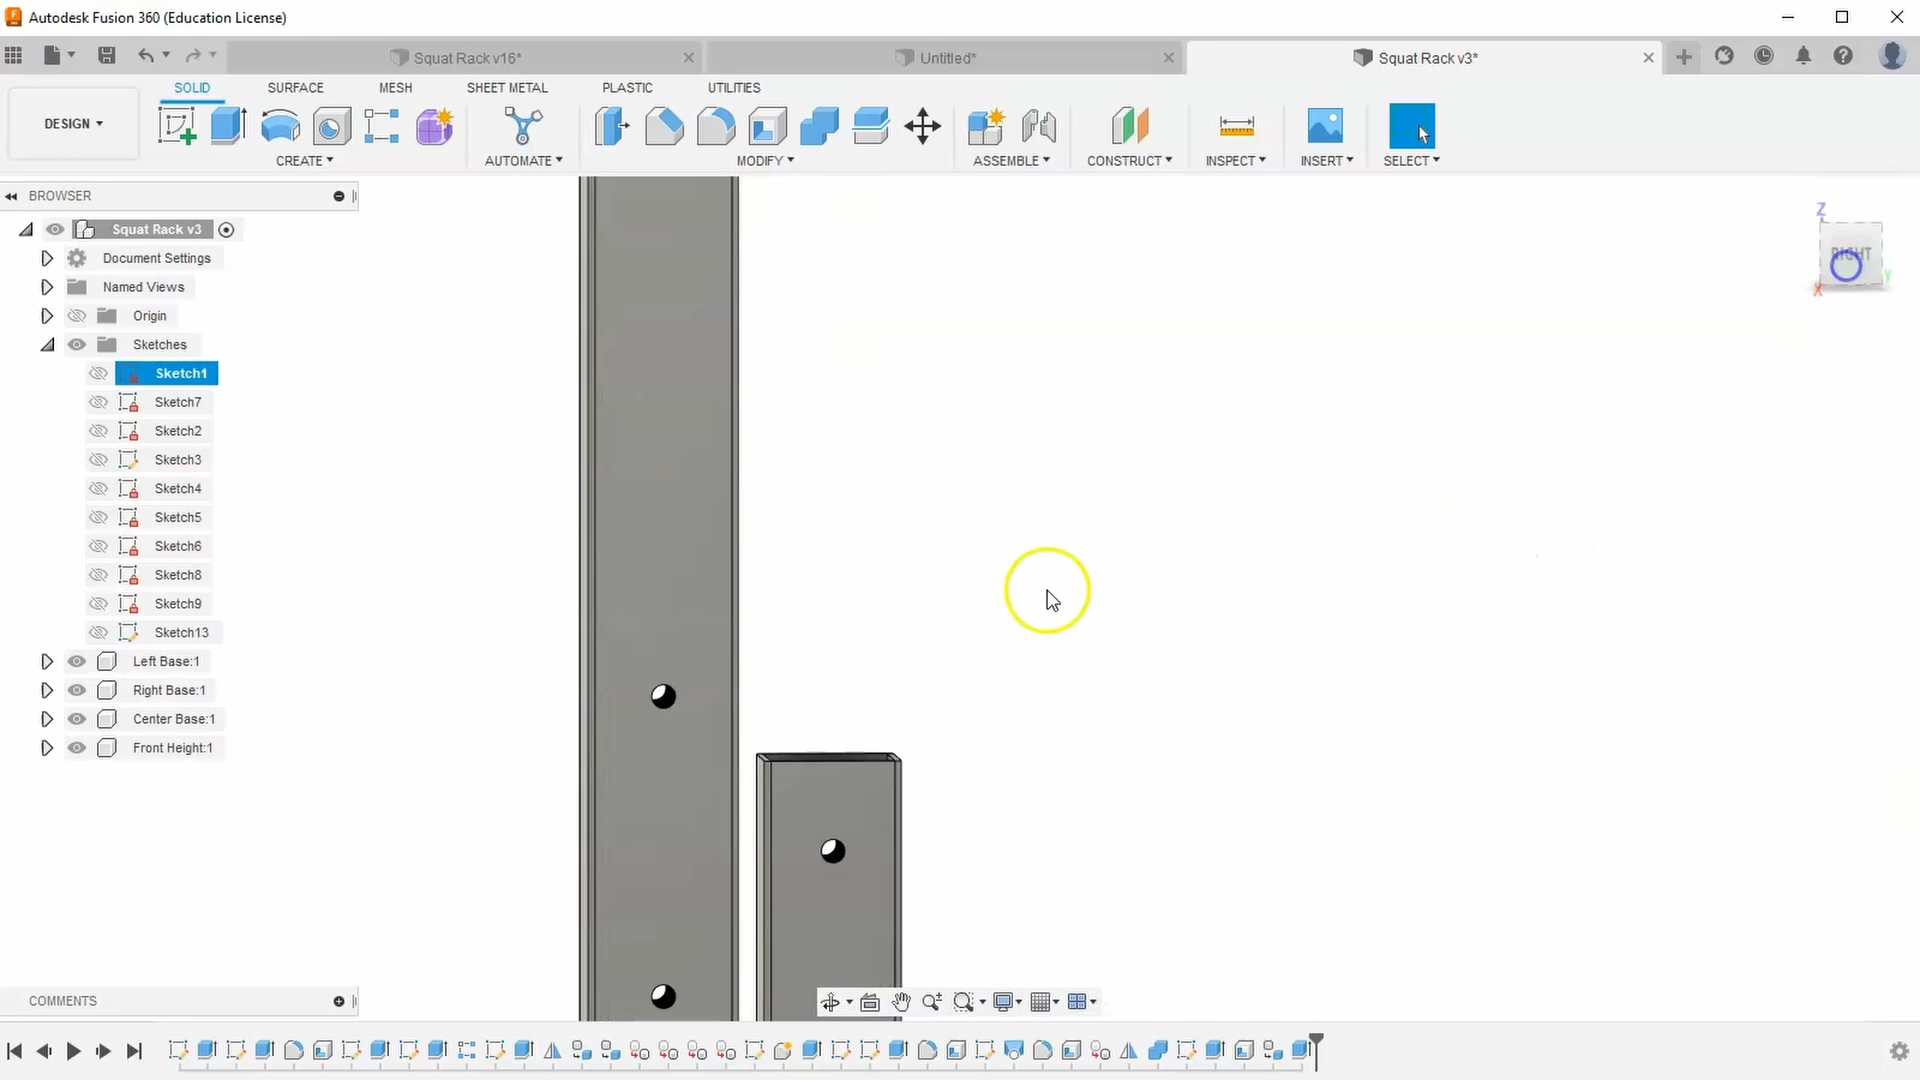 Autodesk Fusion 360 (Education License)
Squat Rack v16*
Untitled*
Squat Rack v3*
SOLID SURFACE MESH SHEET METAL PLASTIC UTILITIES
DESIGN
CREATE AUTOMATE MODIFY ASSEMBLE CONSTRUCT INSPECT INSERT SELECT
BROWSER
Squat Rack v3
Document Settings
Named Views
Origin
Sketches
Sketch1
Sketch7
Sketch2
Sketch3
Sketch4
Sketch5
Sketch6
Sketch8
Sketch9
Sketch13
Left Base:1
Right Base:1
Center Base:1
Front Height:1
Z
RIGHT
Y
X
COMMENTS